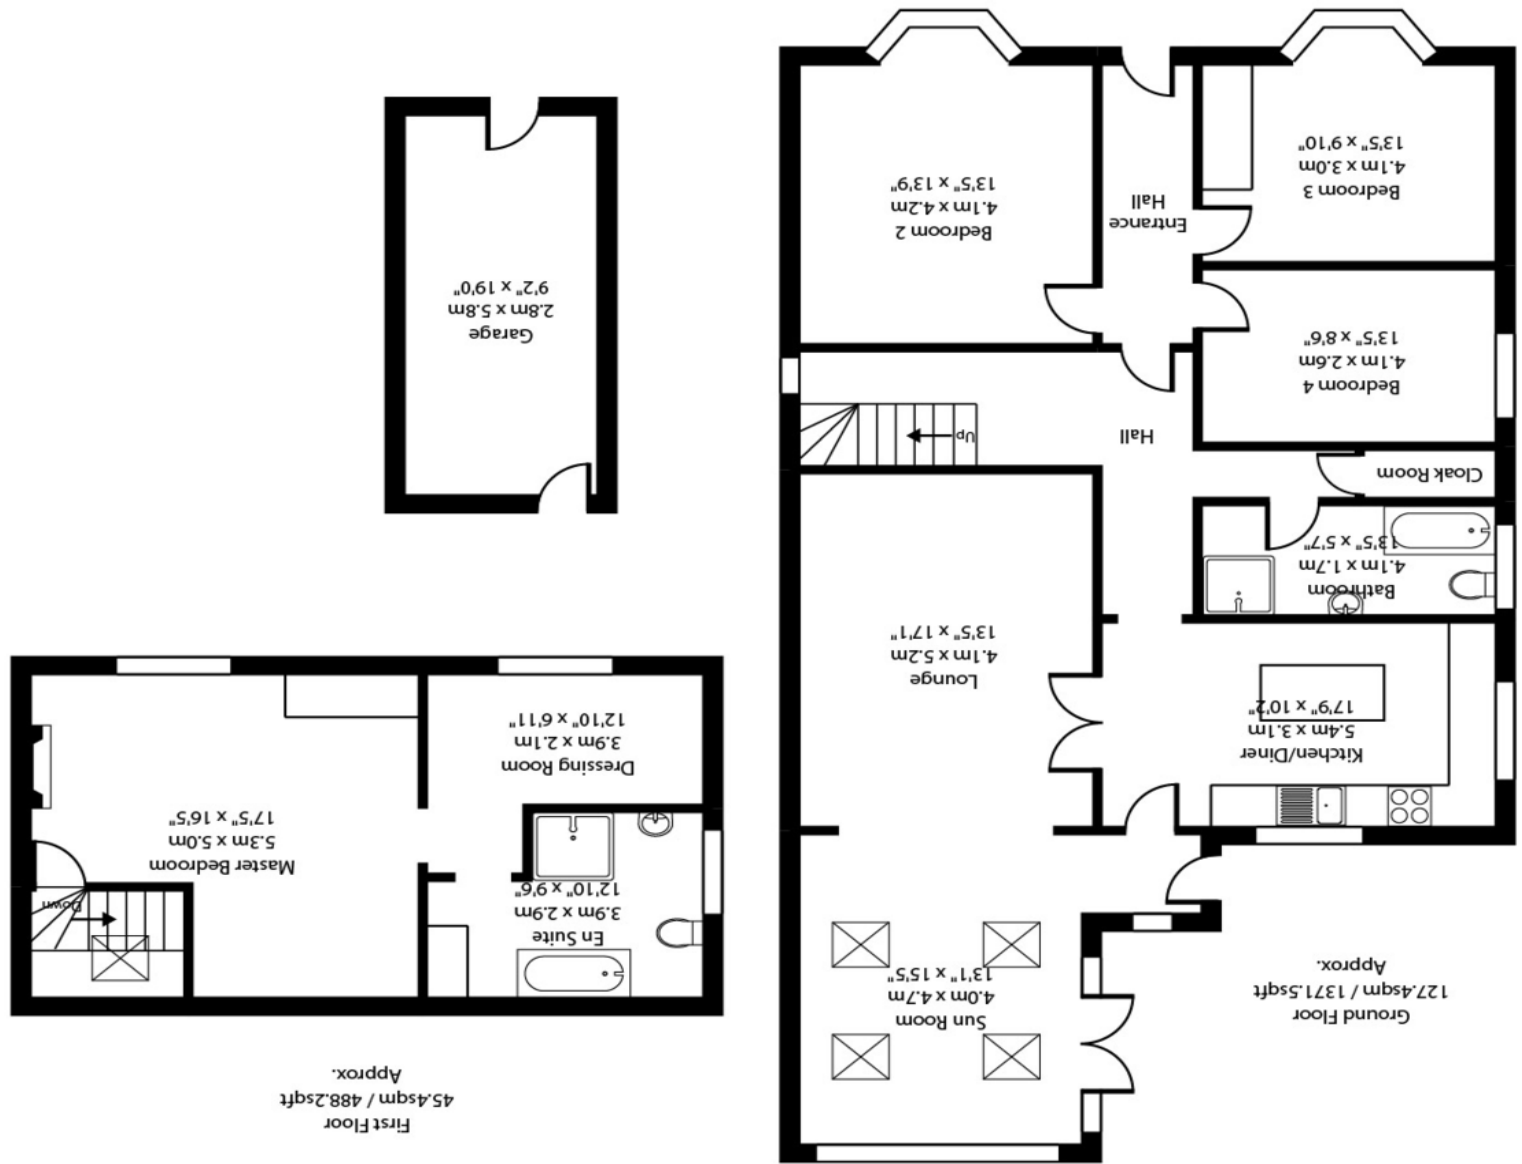 First Floor
45.4sqm / 488.2sqft
Approx.
Ground Floor
127.4sqm / 1371.5sqft
Approx.
Sun Room
4.0m x 4.7m
13'1" x 15'5"
Kitchen/Diner
5.4m x 3.1m
17'9" x 10'2"
Lounge
4.1m x 5.2m
13'5" x 17'1"
Bathroom
4.1m x 1.7m
13'5" x 5'7"
Cloak Room
Hall
Up
Bedroom 4
4.1m x 2.6m
13'5" x 8'6"
Bedroom 2
4.1m x 4.2m
13'5" x 13'9"
Entrance
Hall
Bedroom 3
4.1m x 3.0m
13'5" x 9'10"
En Suite
3.9m x 2.9m
12'10" x 9'6"
Down
Master Bedroom
5.3m x 5.0m
17'5" x 16'5"
Dressing Room
3.9m x 2.1m
12'10" x 6'11"
Garage
2.8m x 5.8m
9'2" x 19'0"